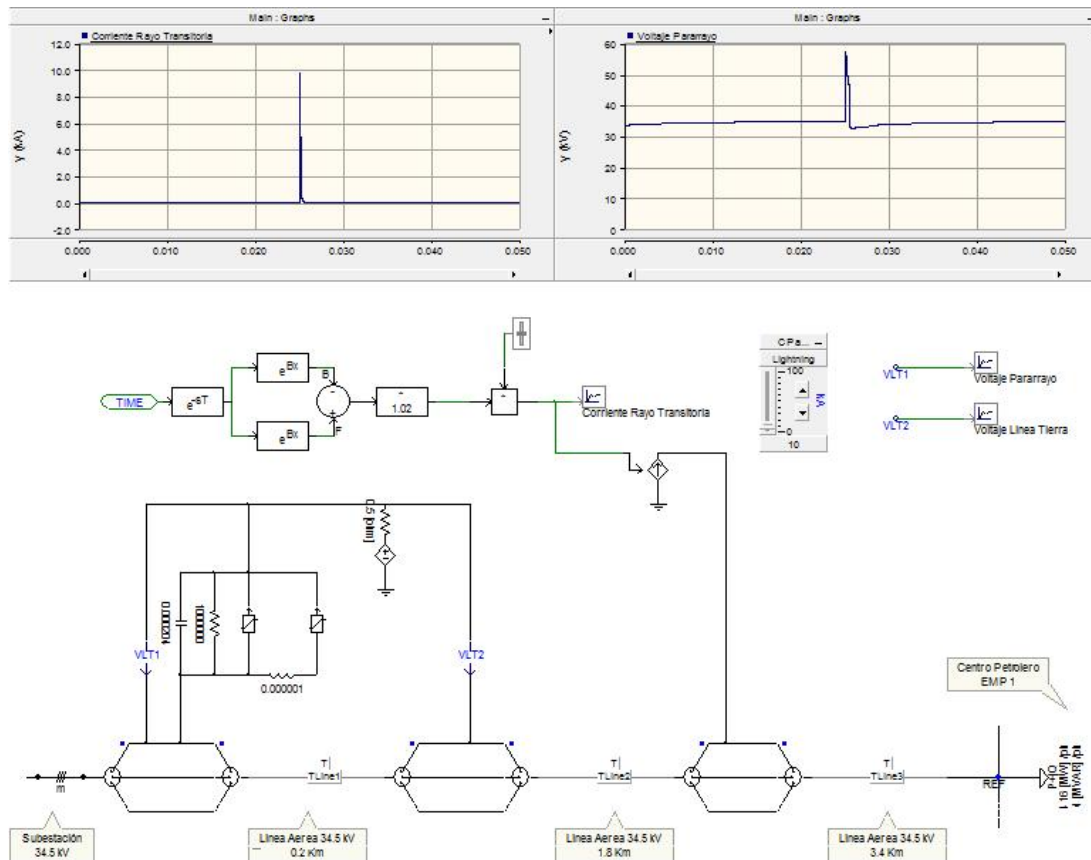 Main : Graphs
Corriente Rayo Transitoria
12.0
10.0
8.0
6.0
4.0
2.0
0.0
-2.0
y (kA)
0.000
0.010
0.020
0.030
0.040
0.050
Main : Graphs
Voltaje Pararrayo
60
50
40
30
20
10
0
y (kV)
0.000
0.010
0.020
0.030
0.040
0.050
TIME
e-sT
eBx
eBx
B
F
1.02
Corriente Rayo Transitoria
CPa...
Lightning
100
0
kA
10
VLT1
Voltaje Pararrayo
VLT2
Voltaje Linea Tierra
0.5 [ohm]
VLT1
0.000001
VLT2
Centro Petrolero
EMP 1
m
T
TLine1
T
TLine2
T
TLine3
REF
Subestación
34.5 kV
Linea Aerea 34.5 kV
0.2 Km
Linea Aerea 34.5 kV
1.8 Km
Linea Aerea 34.5 kV
3.4 Km